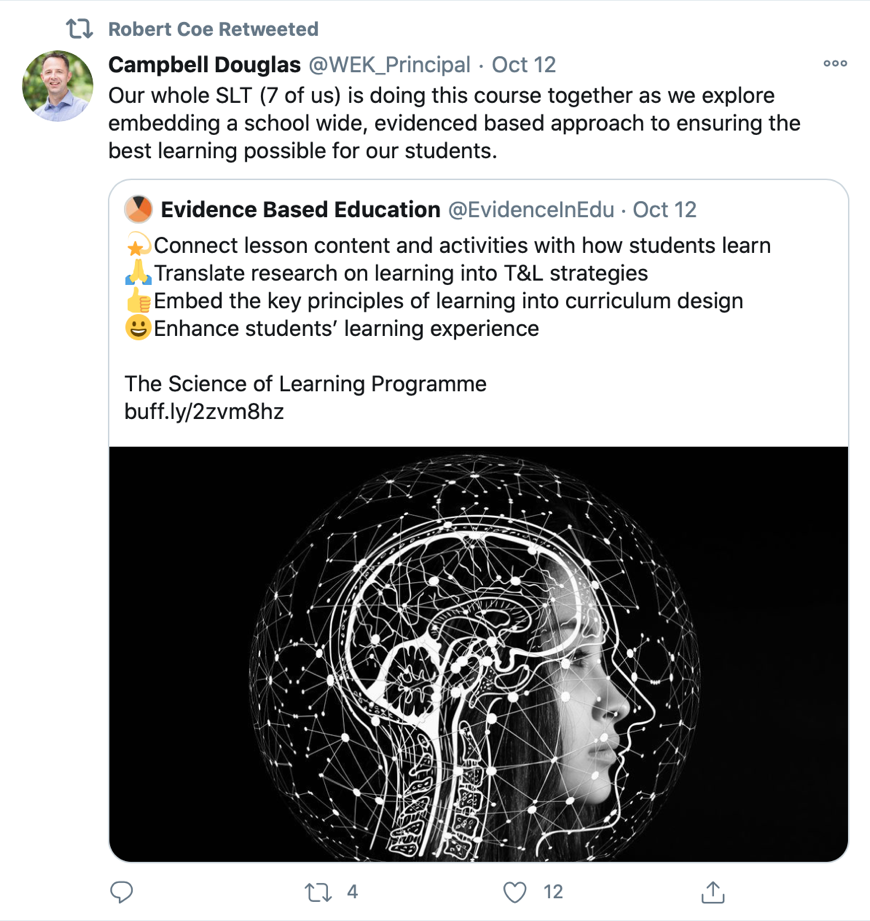 Robert Coe Retweeted
Campbell Douglas @WEK_Principal · Oct 12
Our whole SLT (7 of us) is doing this course together as we explore
embedding a school wide, evidenced based approach to ensuring the
best learning possible for our students.
Evidence Based Education @EvidenceInEdu · Oct 12
💫Connect lesson content and activities with how students learn
🙏Translate research on learning into T&L strategies
👍Embed the key principles of learning into curriculum design
😀Enhance students’ learning experience
The Science of Learning Programme
buff.ly/2zvm8hz
4 12